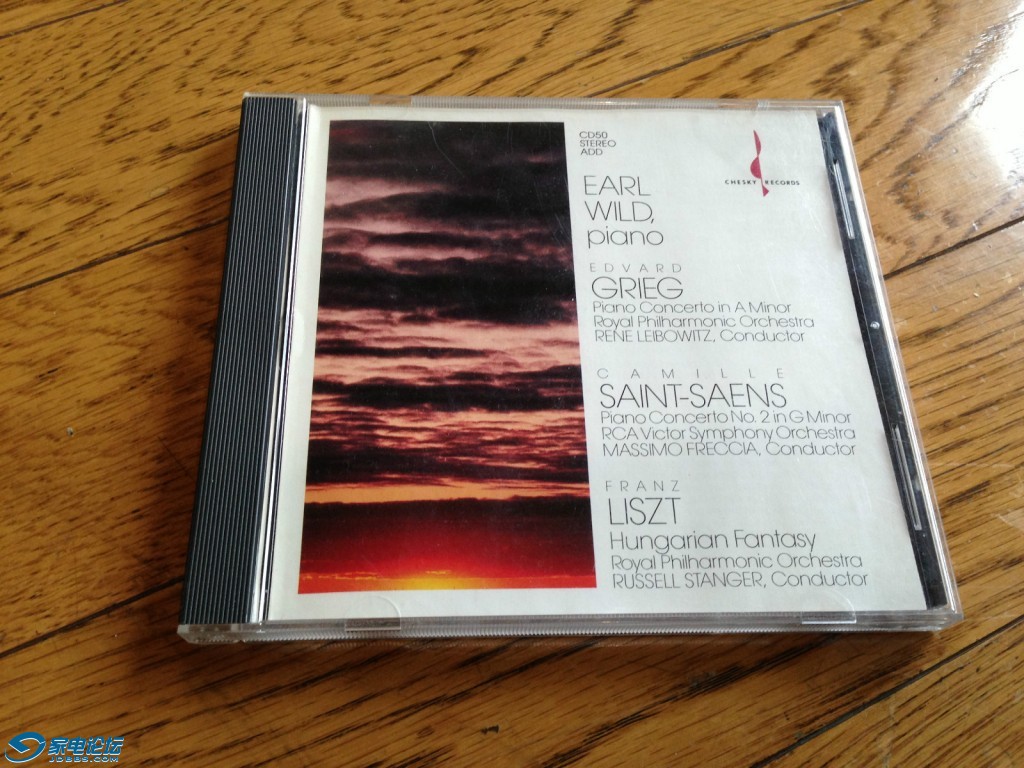 CD50
STEREO
ADD
CHESKY RECORDS
EARL
WILD,
piano
EDVARD
GRIEG
Piano Concerto in A Minor
Royal Philharmonic Orchestra
RENE LEIBOWITZ, Conductor
CAMILLE
SAINT-SAENS
Piano Concerto No. 2 in G Minor
RCA Victor Symphony Orchestra
MASSIMO FRECCIA, Conductor
FRANZ
LISZT
Hungarian Fantasy
Royal Philharmonic Orchestra
RUSSELL STANGER, Conductor
家电论坛
JDBBS.COM